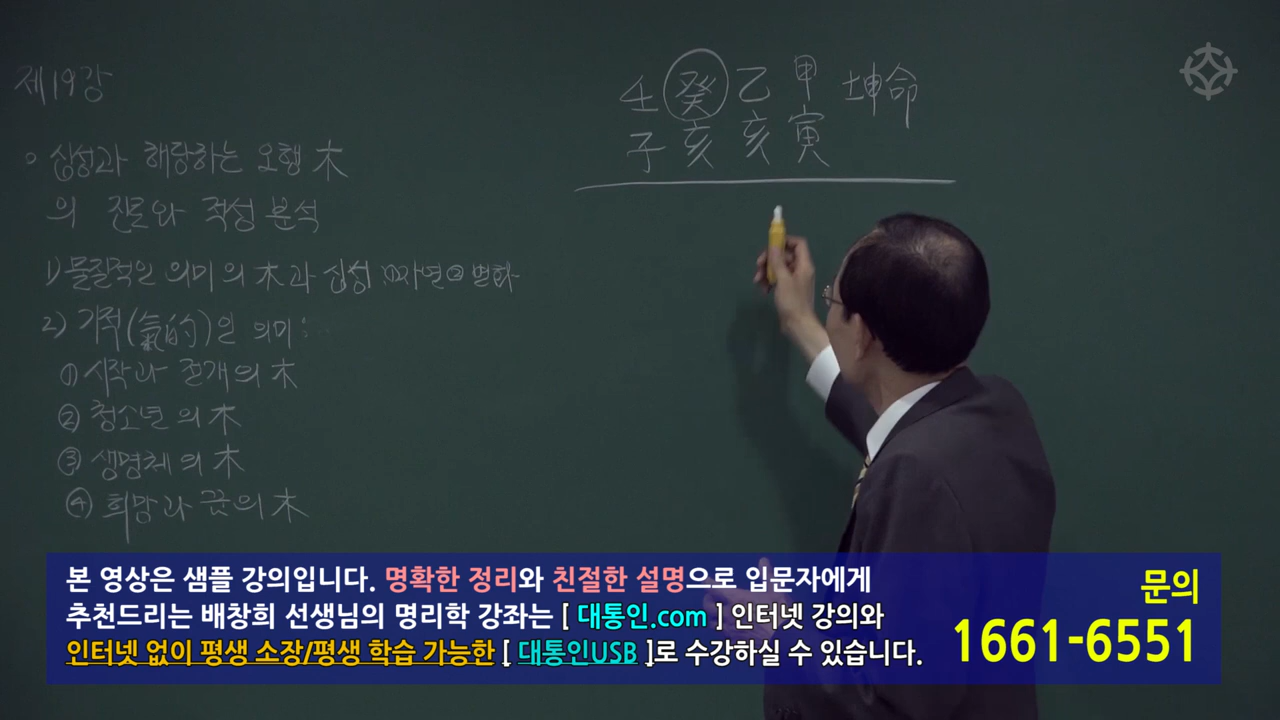 제19강
○ 십성과 해당하는 오행 木
의 진로와 적성 분석
1) 물질적인 의미의 木과 십성 ①자연 ②변화
2) 기적(氣的)인 의미:
① 시작과 전개의 木
② 청소년의 木
③ 생명체의 木
④ 희망과 꿈의 木
壬 癸 乙 甲 坤命
子 亥 亥 寅
본 영상은 샘플 강의입니다. 명확한 정리와 친절한 설명으로 입문자에게
추천드리는 배창희 선생님의 명리학 강좌는 [ 대통인.com ] 인터넷 강의와
인터넷 없이 평생 소장/평생 학습 가능한 [ 대통인USB ]로 수강하실 수 있습니다.
문의
1661-6551